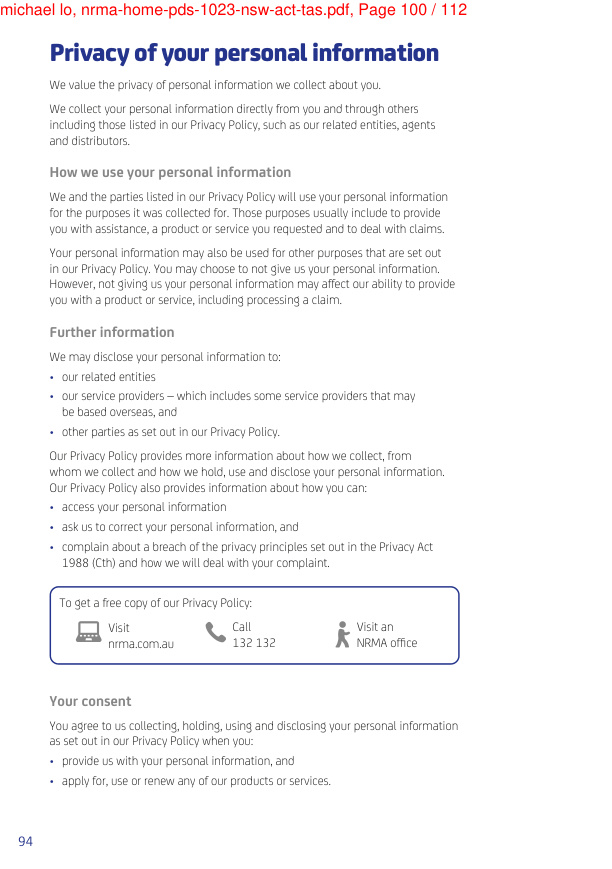 michael lo, nrma-home-pds-1023-nsw-act-tas.pdf, Page 100 / 112
Privacy of your personal information
We value the privacy of personal information we collect about you.
We collect your personal information directly from you and through others
including those listed in our Privacy Policy, such as our related entities, agents
and distributors.
How we use your personal information
We and the parties listed in our Privacy Policy will use your personal information
for the purposes it was collected for. Those purposes usually include to provide
you with assistance, a product or service you requested and to deal with claims.
Your personal information may also be used for other purposes that are set out
in our Privacy Policy. You may choose to not give us your personal information.
However, not giving us your personal information may affect our ability to provide
you with a product or service, including processing a claim.
Further information
We may disclose your personal information to:
• our related entities
• our service providers – which includes some service providers that may
be based overseas, and
• other parties as set out in our Privacy Policy.
Our Privacy Policy provides more information about how we collect, from
whom we collect and how we hold, use and disclose your personal information.
Our Privacy Policy also provides information about how you can:
• access your personal information
• ask us to correct your personal information, and
• complain about a breach of the privacy principles set out in the Privacy Act
1988 (Cth) and how we will deal with your complaint.
To get a free copy of our Privacy Policy:
Visit
nrma.com.au
Call
132 132
Visit an
NRMA office
Your consent
You agree to us collecting, holding, using and disclosing your personal information
as set out in our Privacy Policy when you:
• provide us with your personal information, and
• apply for, use or renew any of our products or services.
94